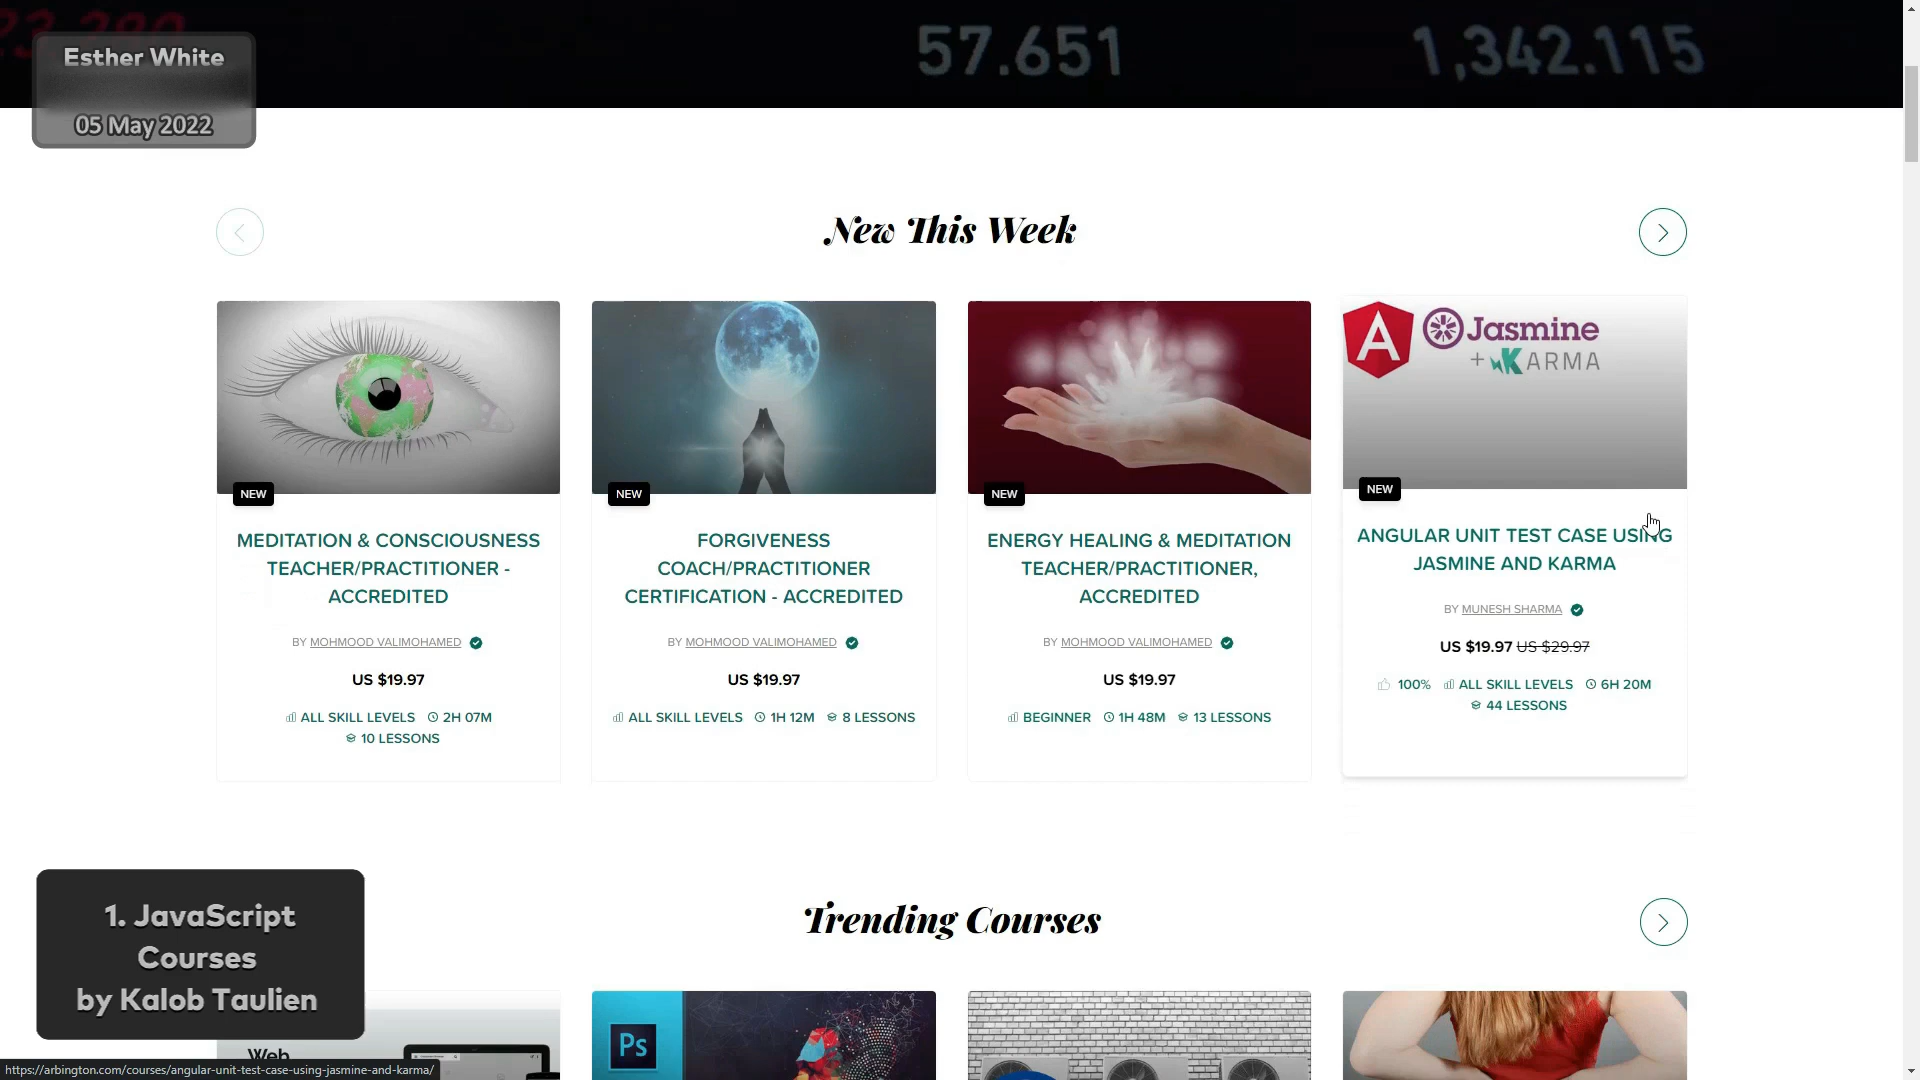 23.280
57.651
1,342.115
Esther White
05 May 2022
New This Week
Jasmine
+ KARMA
NEW
NEW
NEW
NEW
MEDITATION & CONSCIOUSNESS
TEACHER/PRACTITIONER -
ACCREDITED
BY MOHMOOD VALIMOHAMED
US $19.97
ALL SKILL LEVELS 2H 07M
10 LESSONS
FORGIVENESS
COACH/PRACTITIONER
CERTIFICATION - ACCREDITED
BY MOHMOOD VALIMOHAMED
US $19.97
ALL SKILL LEVELS 1H 12M 8 LESSONS
ENERGY HEALING & MEDITATION
TEACHER/PRACTITIONER,
ACCREDITED
BY MOHMOOD VALIMOHAMED
US $19.97
BEGINNER 1H 48M 13 LESSONS
ANGULAR UNIT TEST CASE USING
JASMINE AND KARMA
BY MUNESH SHARMA
US $19.97 US $29.97
100% ALL SKILL LEVELS 6H 20M
44 LESSONS
Trending Courses
1. JavaScript
Courses
by Kalob Taulien
Web
Ps
https://arbington.com/courses/angular-unit-test-case-using-jasmine-and-karma/